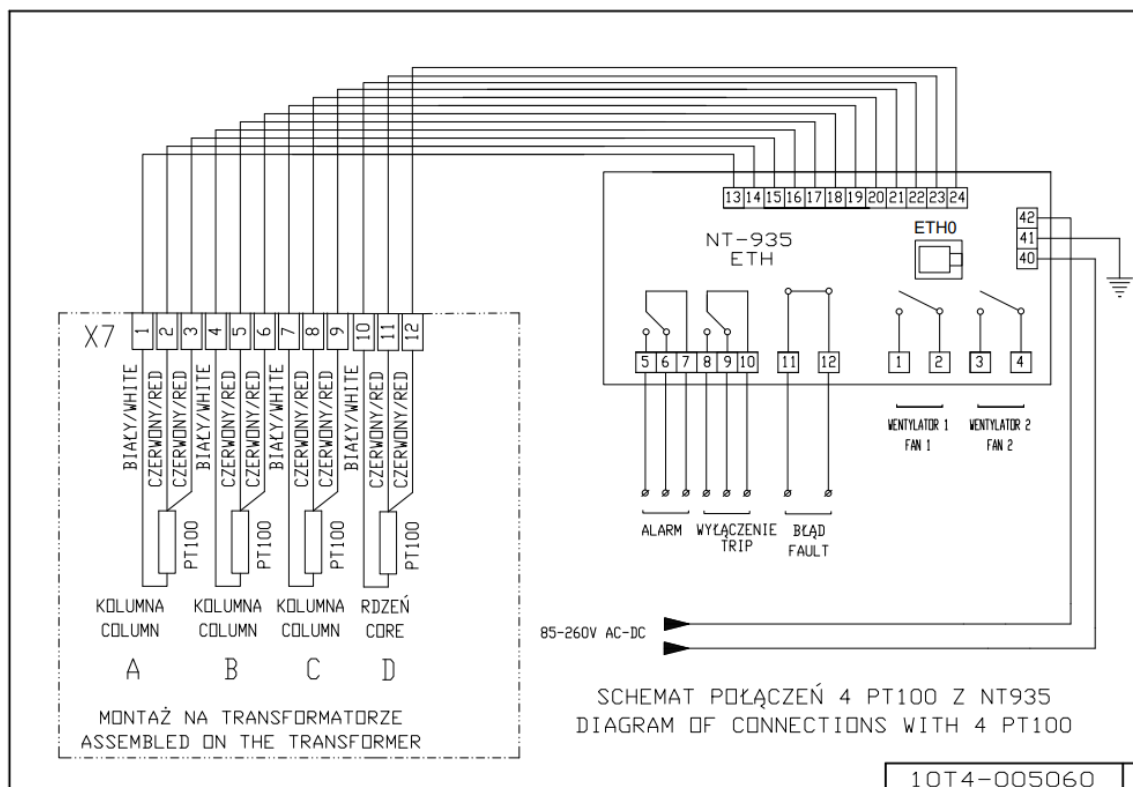 13 14 15 16 17 18 19 20 21 22 23 24
ETH0
42
41
40
NT-935
ETH
X7 1 2 3 4 5 6 7 8 9 10 11 12
5 6 7 8 9 10 11 12 1 2 3 4
BIAŁY/WHITE
CZERWONY/RED
CZERWONY/RED
BIAŁY/WHITE
CZERWONY/RED
CZERWONY/RED
BIAŁY/WHITE
CZERWONY/RED
CZERWONY/RED
BIAŁY/WHITE
CZERWONY/RED
CZERWONY/RED
WENTYLATOR 1
FAN 1
WENTYLATOR 2
FAN 2
PT100
PT100
PT100
PT100
ALARM
WYŁĄCZENIE
TRIP
BŁĄD
FAULT
KOLUMNA
COLUMN
A
KOLUMNA
COLUMN
B
KOLUMNA
COLUMN
C
RDZEŃ
CORE
D
85-260V AC-DC
MONTAŻ NA TRANSFORMATORZE
ASSEMBLED ON THE TRANSFORMER
SCHEMAT POŁĄCZEŃ 4 PT100 Z NT935
DIAGRAM OF CONNECTIONS WITH 4 PT100
10T4-005060